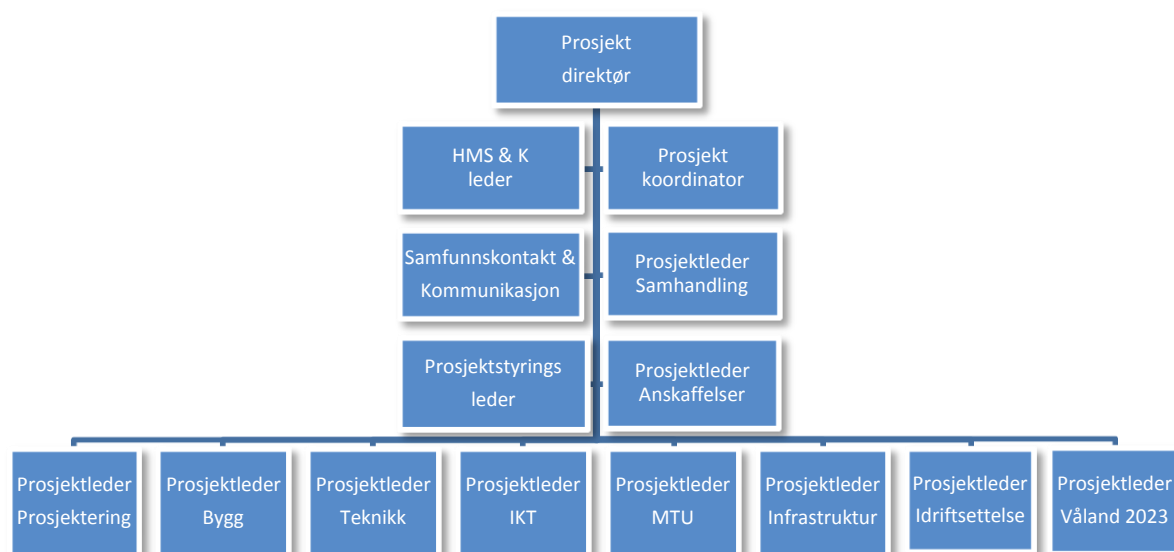 Prosjekt
direktør
HMS & K
leder
Prosjekt
koordinator
Samfunnskontakt &
Kommunikasjon
Prosjektleder
Samhandling
Prosjektstyrings
leder
Prosjektleder
Anskaffelser
Prosjektleder
Prosjektering
Prosjektleder
Bygg
Prosjektleder
Teknikk
Prosjektleder
IKT
Prosjektleder
MTU
Prosjektleder
Infrastruktur
Prosjektleder
Idriftsettelse
Prosjektleder
Våland 2023